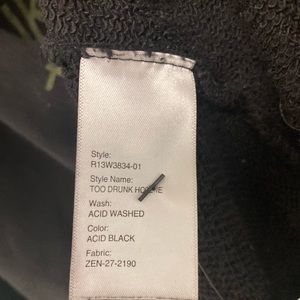 Style:
R13W3834-01
Style Name:
TOO DRUNK
Wash:
ACID WASHED
Color:
ACID BLACK
Fabric:
ZEN-27-2190